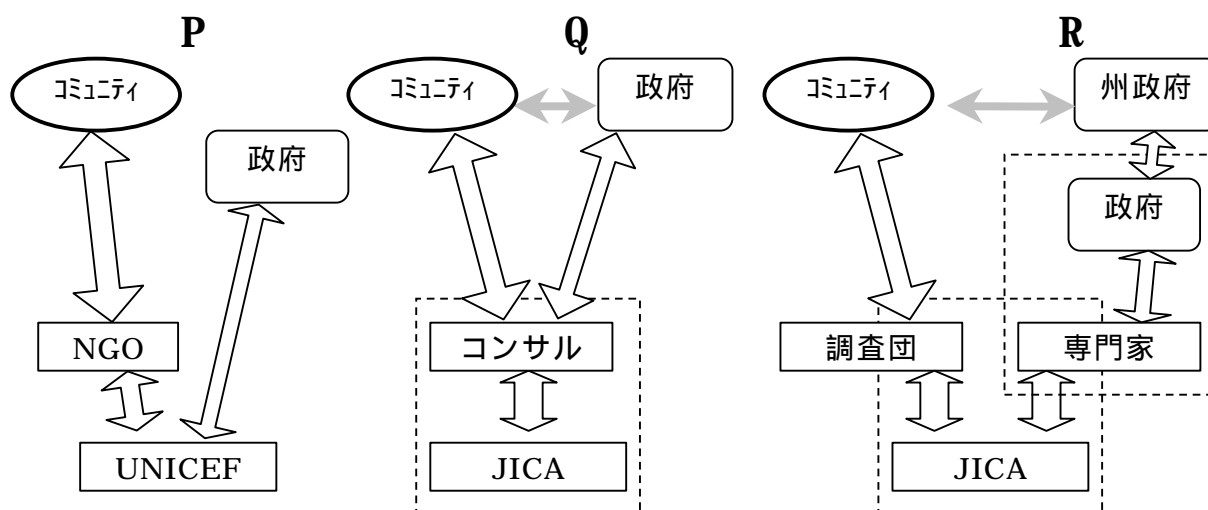 P
コミュニティ
政府
NGO
UNICEF
Q
コミュニティ
政府
コンサル
JICA
R
コミュニティ
州政府
政府
調査団
専門家
JICA